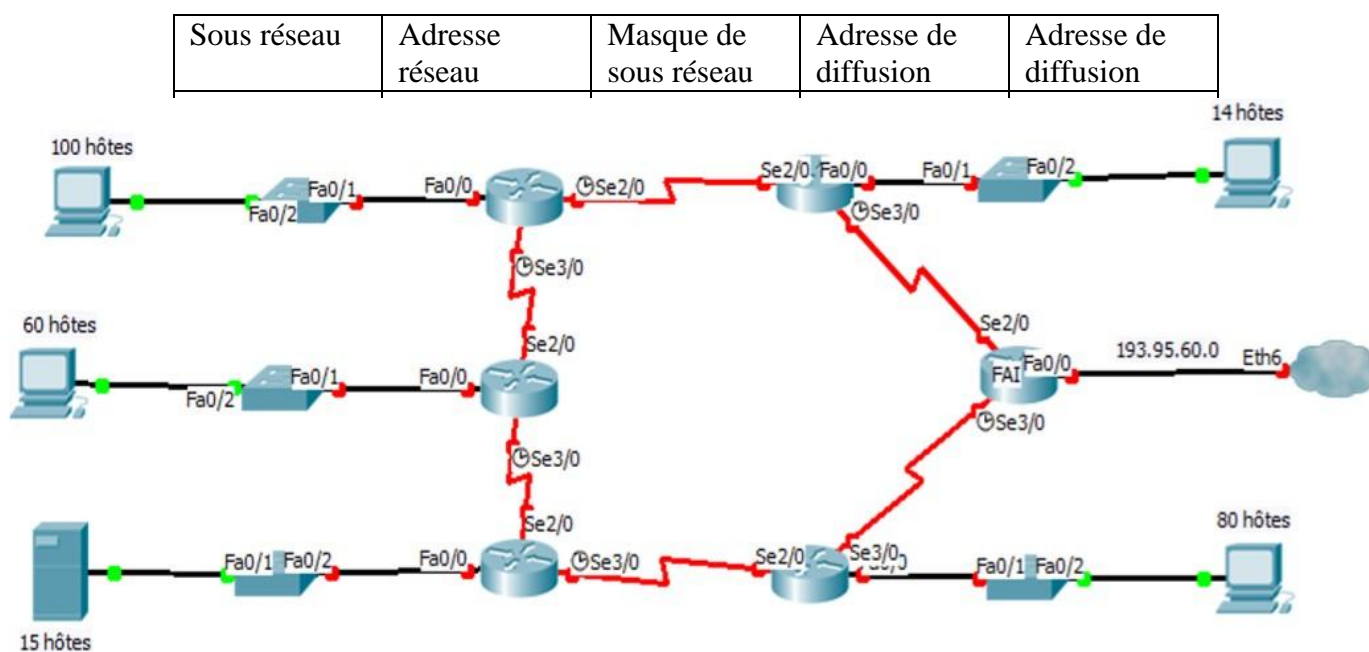 Sous réseau
Adresse réseau
Masque de sous réseau
Adresse de diffusion
Adresse de diffusion
14 hôtes
100 hôtes
Fa0/2
Fa0/1
Fa0/0
Se2/0
Se2/0
Fa0/0
Fa0/1
Fa0/2
Se3/0
Se3/0
60 hôtes
Se2/0
Se2/0
193.95.60.0
Eth6
Fa0/2
Fa0/1
Fa0/0
FAI
Fa0/0
Se3/0
Se3/0
Se2/0
80 hôtes
Fa0/1
Fa0/2
Fa0/0
Se3/0
Se2/0
Se3/0
Fa0/1
Fa0/2
15 hôtes